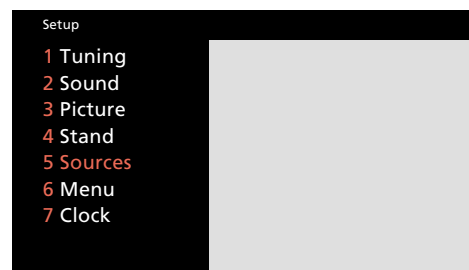 Setup
1 Tuning
2 Sound
3 Picture
4 Stand
5 Sources
6 Menu
7 Clock